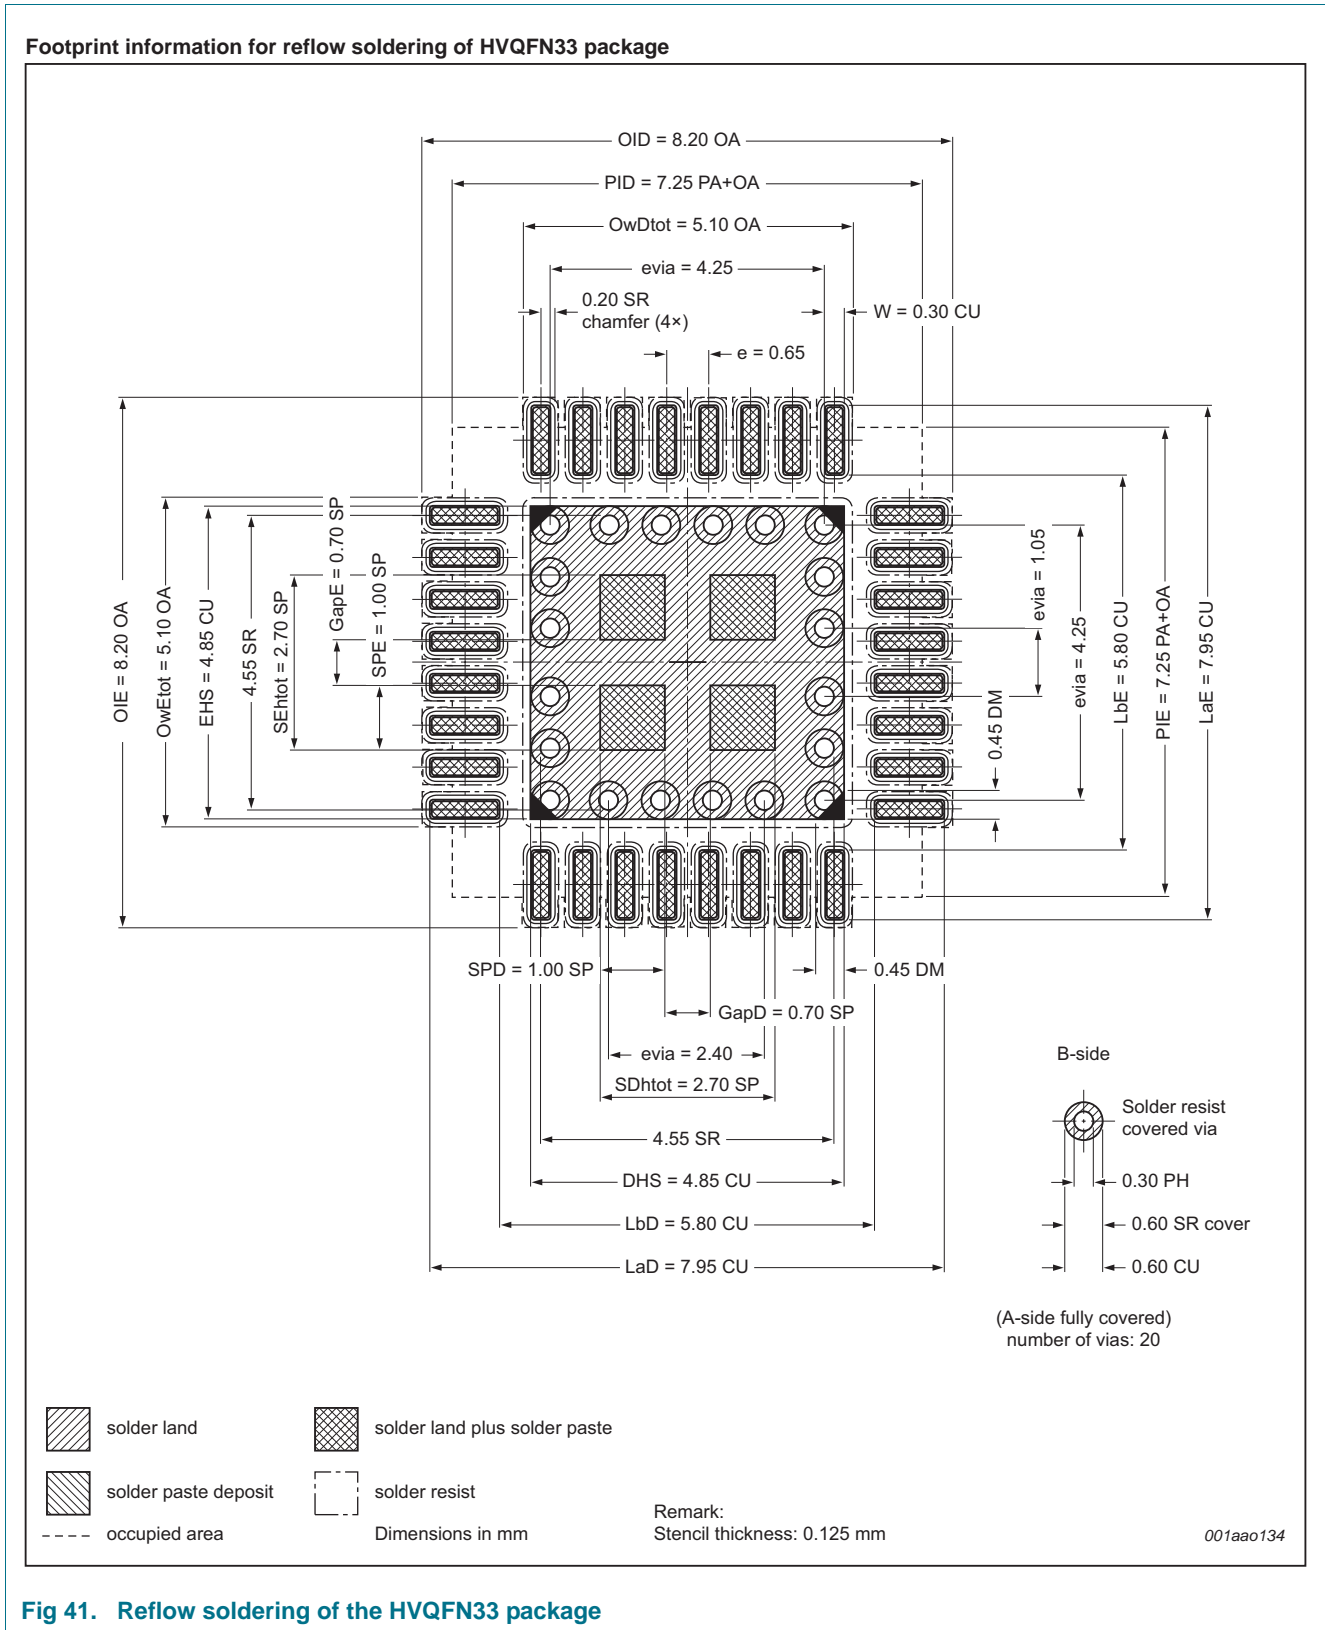 Footprint information for reflow soldering of HVQFN33 package
OID = 8.20 OA
PID = 7.25 PA+OA
OwDtot = 5.10 OA
evia = 4.25
0.20 SR
chamfer (4×)
W = 0.30 CU
e = 0.65
OIE = 8.20 OA
OwEtot = 5.10 OA
EHS = 4.85 CU
4.55 SR
SEhtot = 2.70 SP
GapE = 0.70 SP
SPE = 1.00 SP
evia = 1.05
0.45 DM
evia = 4.25
LbE = 5.80 CU
PIE = 7.25 PA+OA
LaE = 7.95 CU
SPD = 1.00 SP
0.45 DM
GapD = 0.70 SP
evia = 2.40
SDhtot = 2.70 SP
4.55 SR
DHS = 4.85 CU
LbD = 5.80 CU
LaD = 7.95 CU
B-side
Solder resist
covered via
0.30 PH
0.60 SR cover
0.60 CU
(A-side fully covered)
number of vias: 20
solder land
solder land plus solder paste
solder paste deposit
solder resist
occupied area
Dimensions in mm
Remark:
Stencil thickness: 0.125 mm
001aao134
Fig 41. Reflow soldering of the HVQFN33 package